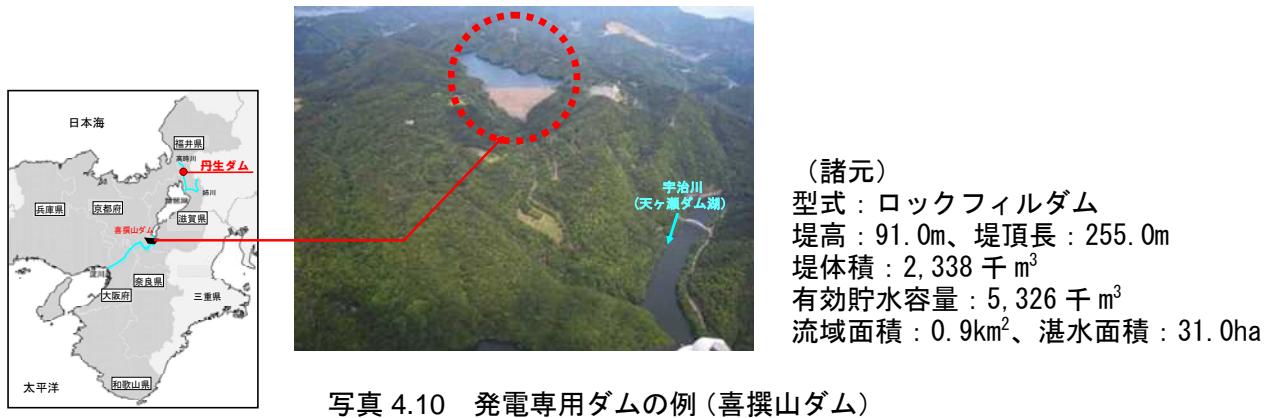 日本海
福井県
高時川
丹生ダム
姉川
琵琶湖
兵庫県
京都府
滋賀県
喜撰山ダム
淀川
奈良県
大阪府
三重県
太平洋
和歌山県
宇治川
(天ヶ瀬ダム湖)
(諸元)
型式：ロックフィルダム
堤高：91.0m、堤頂長：255.0m
堤体積：2,338 千 m³
有効貯水容量：5,326 千 m³
流域面積：0.9km²、湛水面積：31.0ha
写真 4.10 発電専用ダムの例（喜撰山ダム）